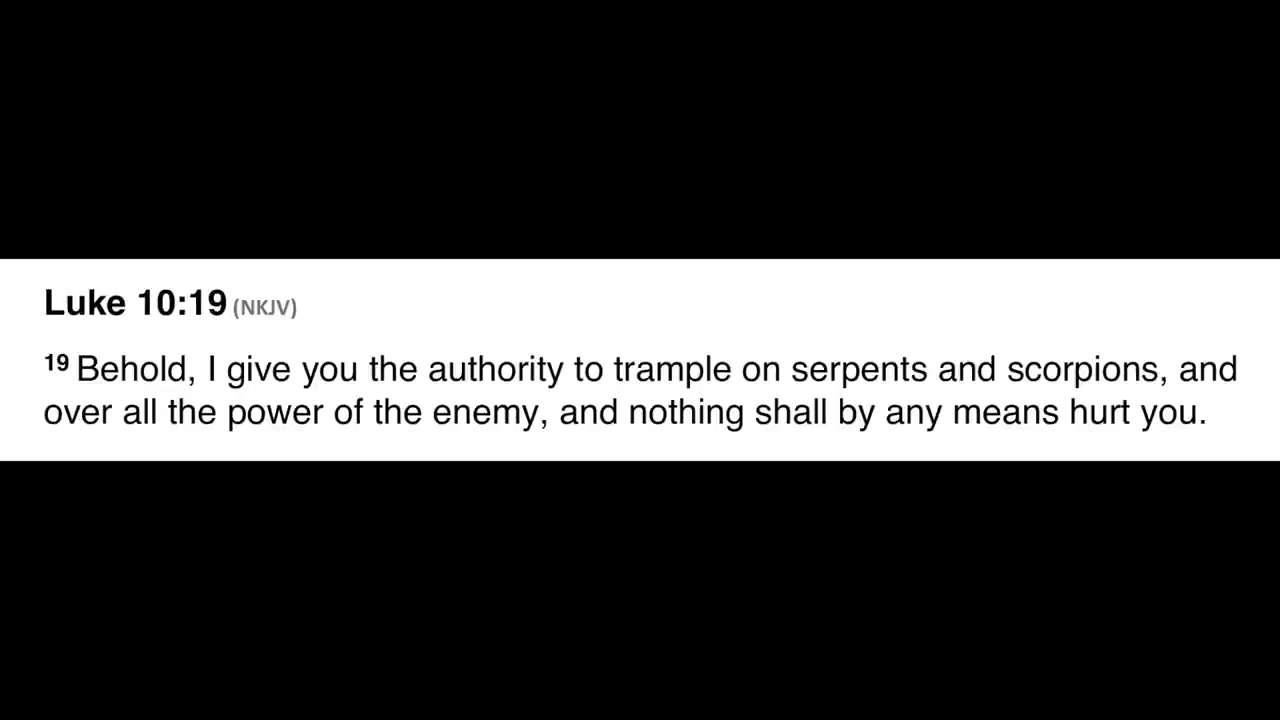 Luke 10:19 (NKJV)
19 Behold, I give you the authority to trample on serpents and scorpions, and
over all the power of the enemy, and nothing shall by any means hurt you.